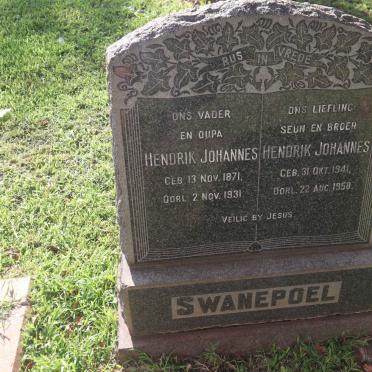 RUS IN VREDE
ONS VADER
EN OUPA
HENDRIK JOHANNES
GEB. 13 NOV. 1871,
OORL. 2 NOV. 1931
ONS LIEFLING
SEUN EN BROER
HENDRIK JOHANNES
GEB. 31 OKT. 1941,
OORL. 22 AUG. 1958.
VEILIG BY JESUS
SWANEPOEL